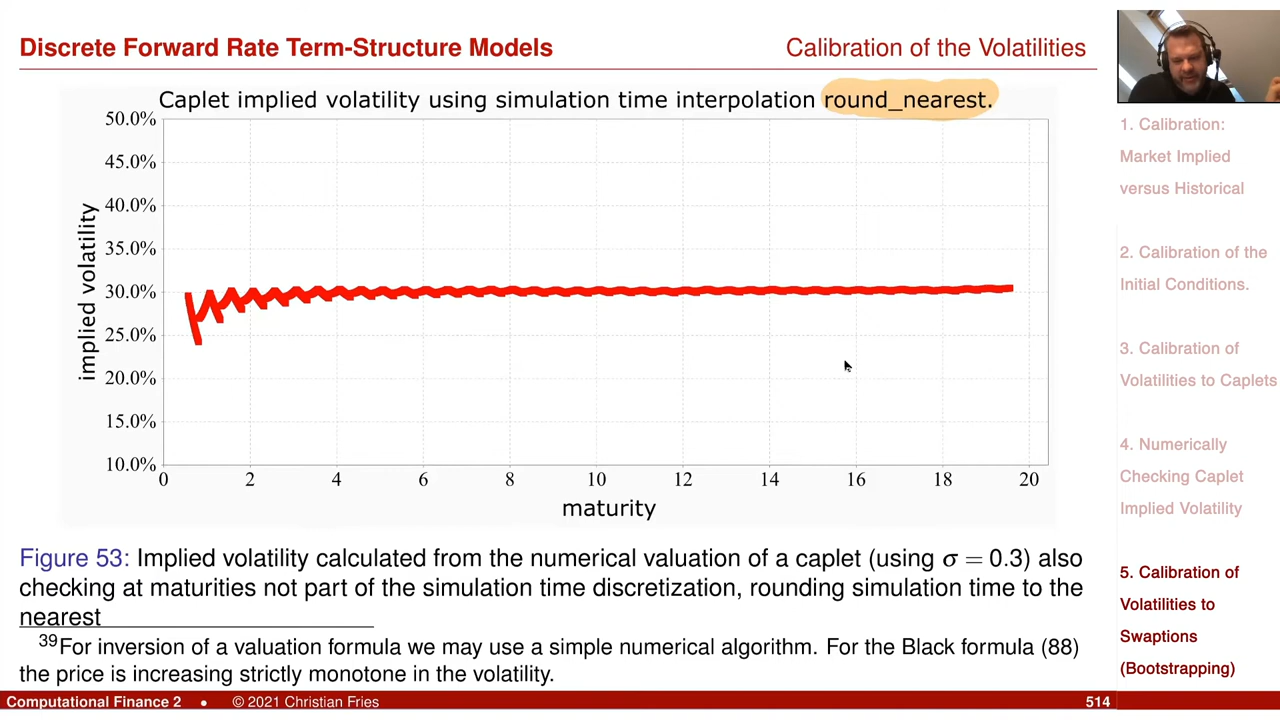 Discrete Forward Rate Term-Structure Models
Calibration of the Volatilities
Caplet implied volatility using simulation time interpolation round_nearest.
50.0%
45.0%
40.0%
35.0%
30.0%
25.0%
20.0%
15.0%
10.0%
implied volatility
0 2 4 6 8 10 12 14 16 18 20
maturity
Figure 53: Implied volatility calculated from the numerical valuation of a caplet (using σ = 0.3) also
checking at maturities not part of the simulation time discretization, rounding simulation time to the
nearest
39For inversion of a valuation formula we may use a simple numerical algorithm. For the Black formula (88)
the price is increasing strictly monotone in the volatility.
1. Calibration:
Market Implied
versus Historical
2. Calibration of the
Initial Conditions.
3. Calibration of
Volatilities to Caplets
4. Numerically
Checking Caplet
Implied Volatility
5. Calibration of
Volatilities to
Swaptions
(Bootstrapping)
Computational Finance 2 • © 2021 Christian Fries
514